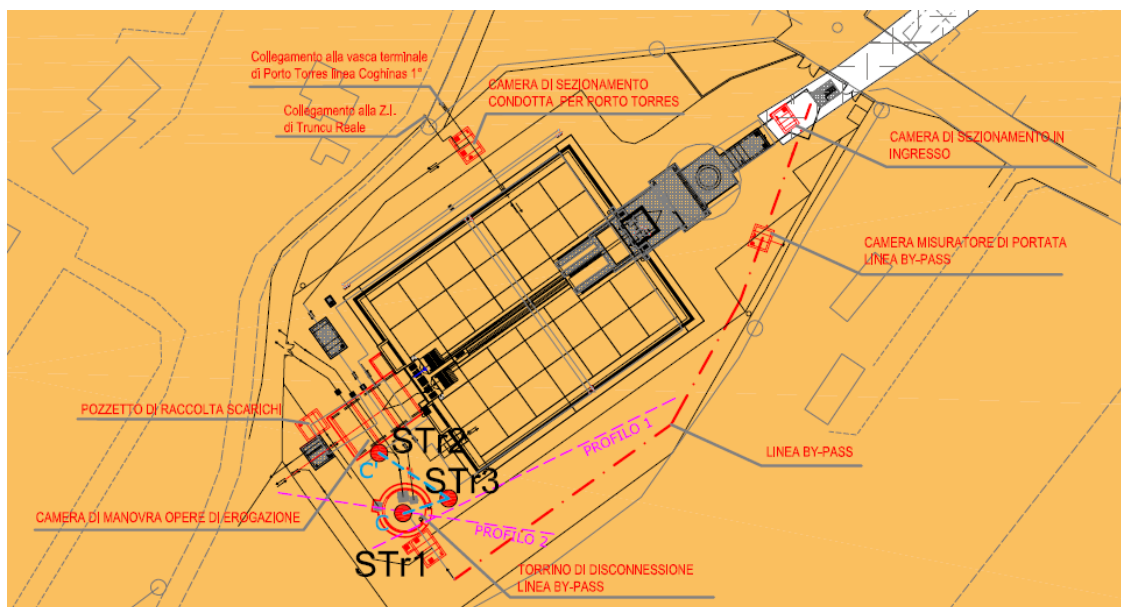 Collegamento alla vasca terminale
di Porto Torres linea Coghinas 1"
Collegamento alla Z.I.
di Truncu Reale
CAMERA DI SEZIONAMENTO
CONDOTTA PER PORTO TORRES
CAMERA DI SEZIONAMENTO IN
INGRESSO
CAMERA MISURATORE DI PORTATA
LINEA BY-PASS
POZZETTO DI RACCOLTA SCARICHI
STr2
PROFILO 1
LINEA BY-PASS
C'
STr3
CAMERA DI MANOVRA OPERE DI EROGAZIONE
C
PROFILO 2
STr1
TORRINO DI DISCONNESSIONE
LINEA BY-PASS